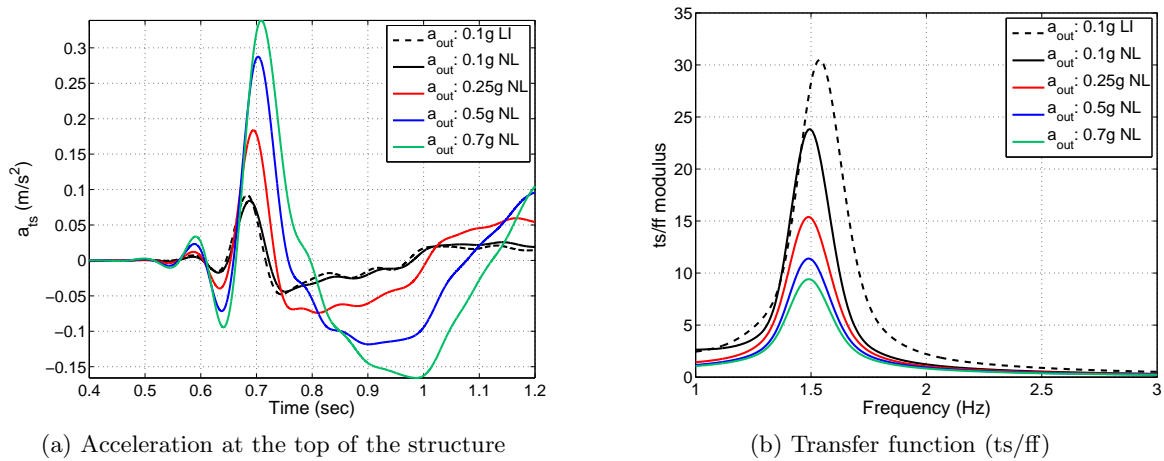 a_out: 0.1g LI
a_out: 0.1g NL
a_out: 0.25g NL
a_out: 0.5g NL
a_out: 0.7g NL
0.3
0.25
0.2
0.15
0.1
0.05
0
−0.05
−0.1
−0.15
a_ts (m/s²)
0.4 0.5 0.6 0.7 0.8 0.9 1 1.1 1.2
Time (sec)
(a) Acceleration at the top of the structure
a_out: 0.1g LI
a_out: 0.1g NL
a_out: 0.25g NL
a_out: 0.5g NL
a_out: 0.7g NL
35
30
25
20
15
10
5
0
ts/ff modulus
1 1.5 2 2.5 3
Frequency (Hz)
(b) Transfer function (ts/ff)